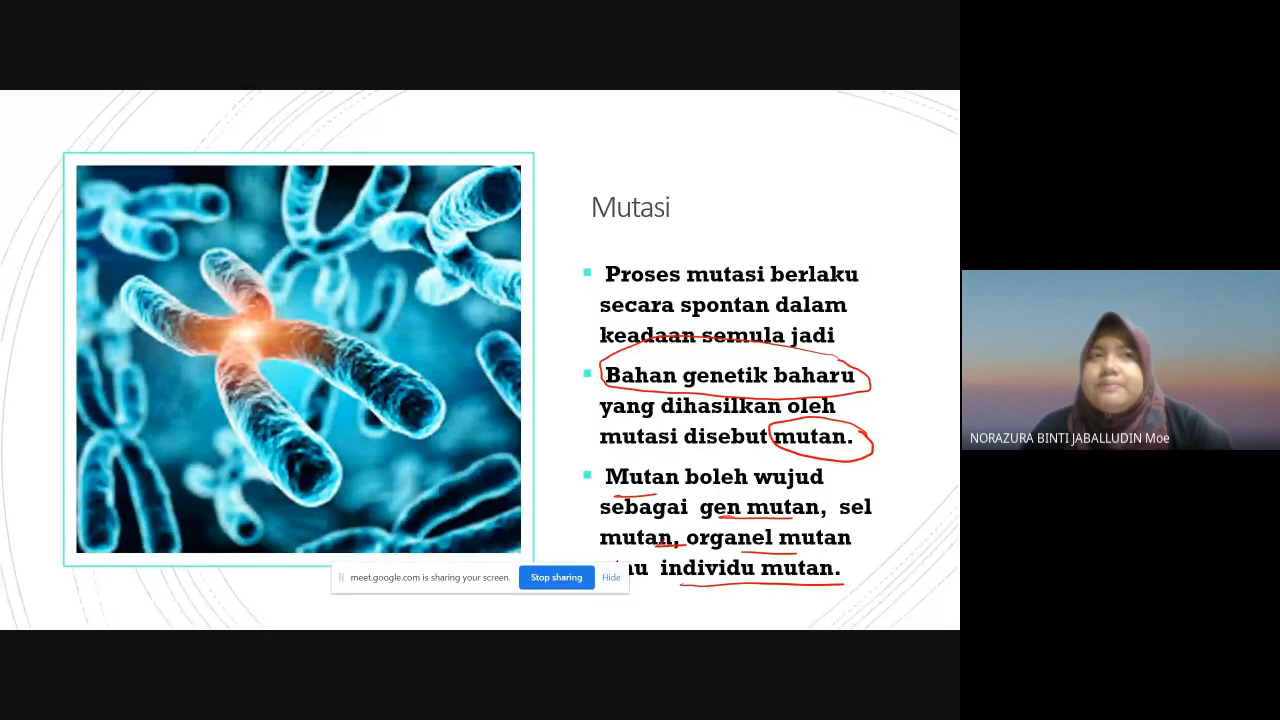 Mutasi
Proses mutasi berlaku
secara spontan dalam
keadaan semula jadi
Bahan genetik baharu
yang dihasilkan oleh
mutasi disebut mutan.
Mutan boleh wujud
sebagai gen mutan, sel
mutan, organel mutan
individu mutan.
meet.google.com is sharing your screen. Stop sharing Hide
NORAZURA BINTI JABALLUDIN Moe